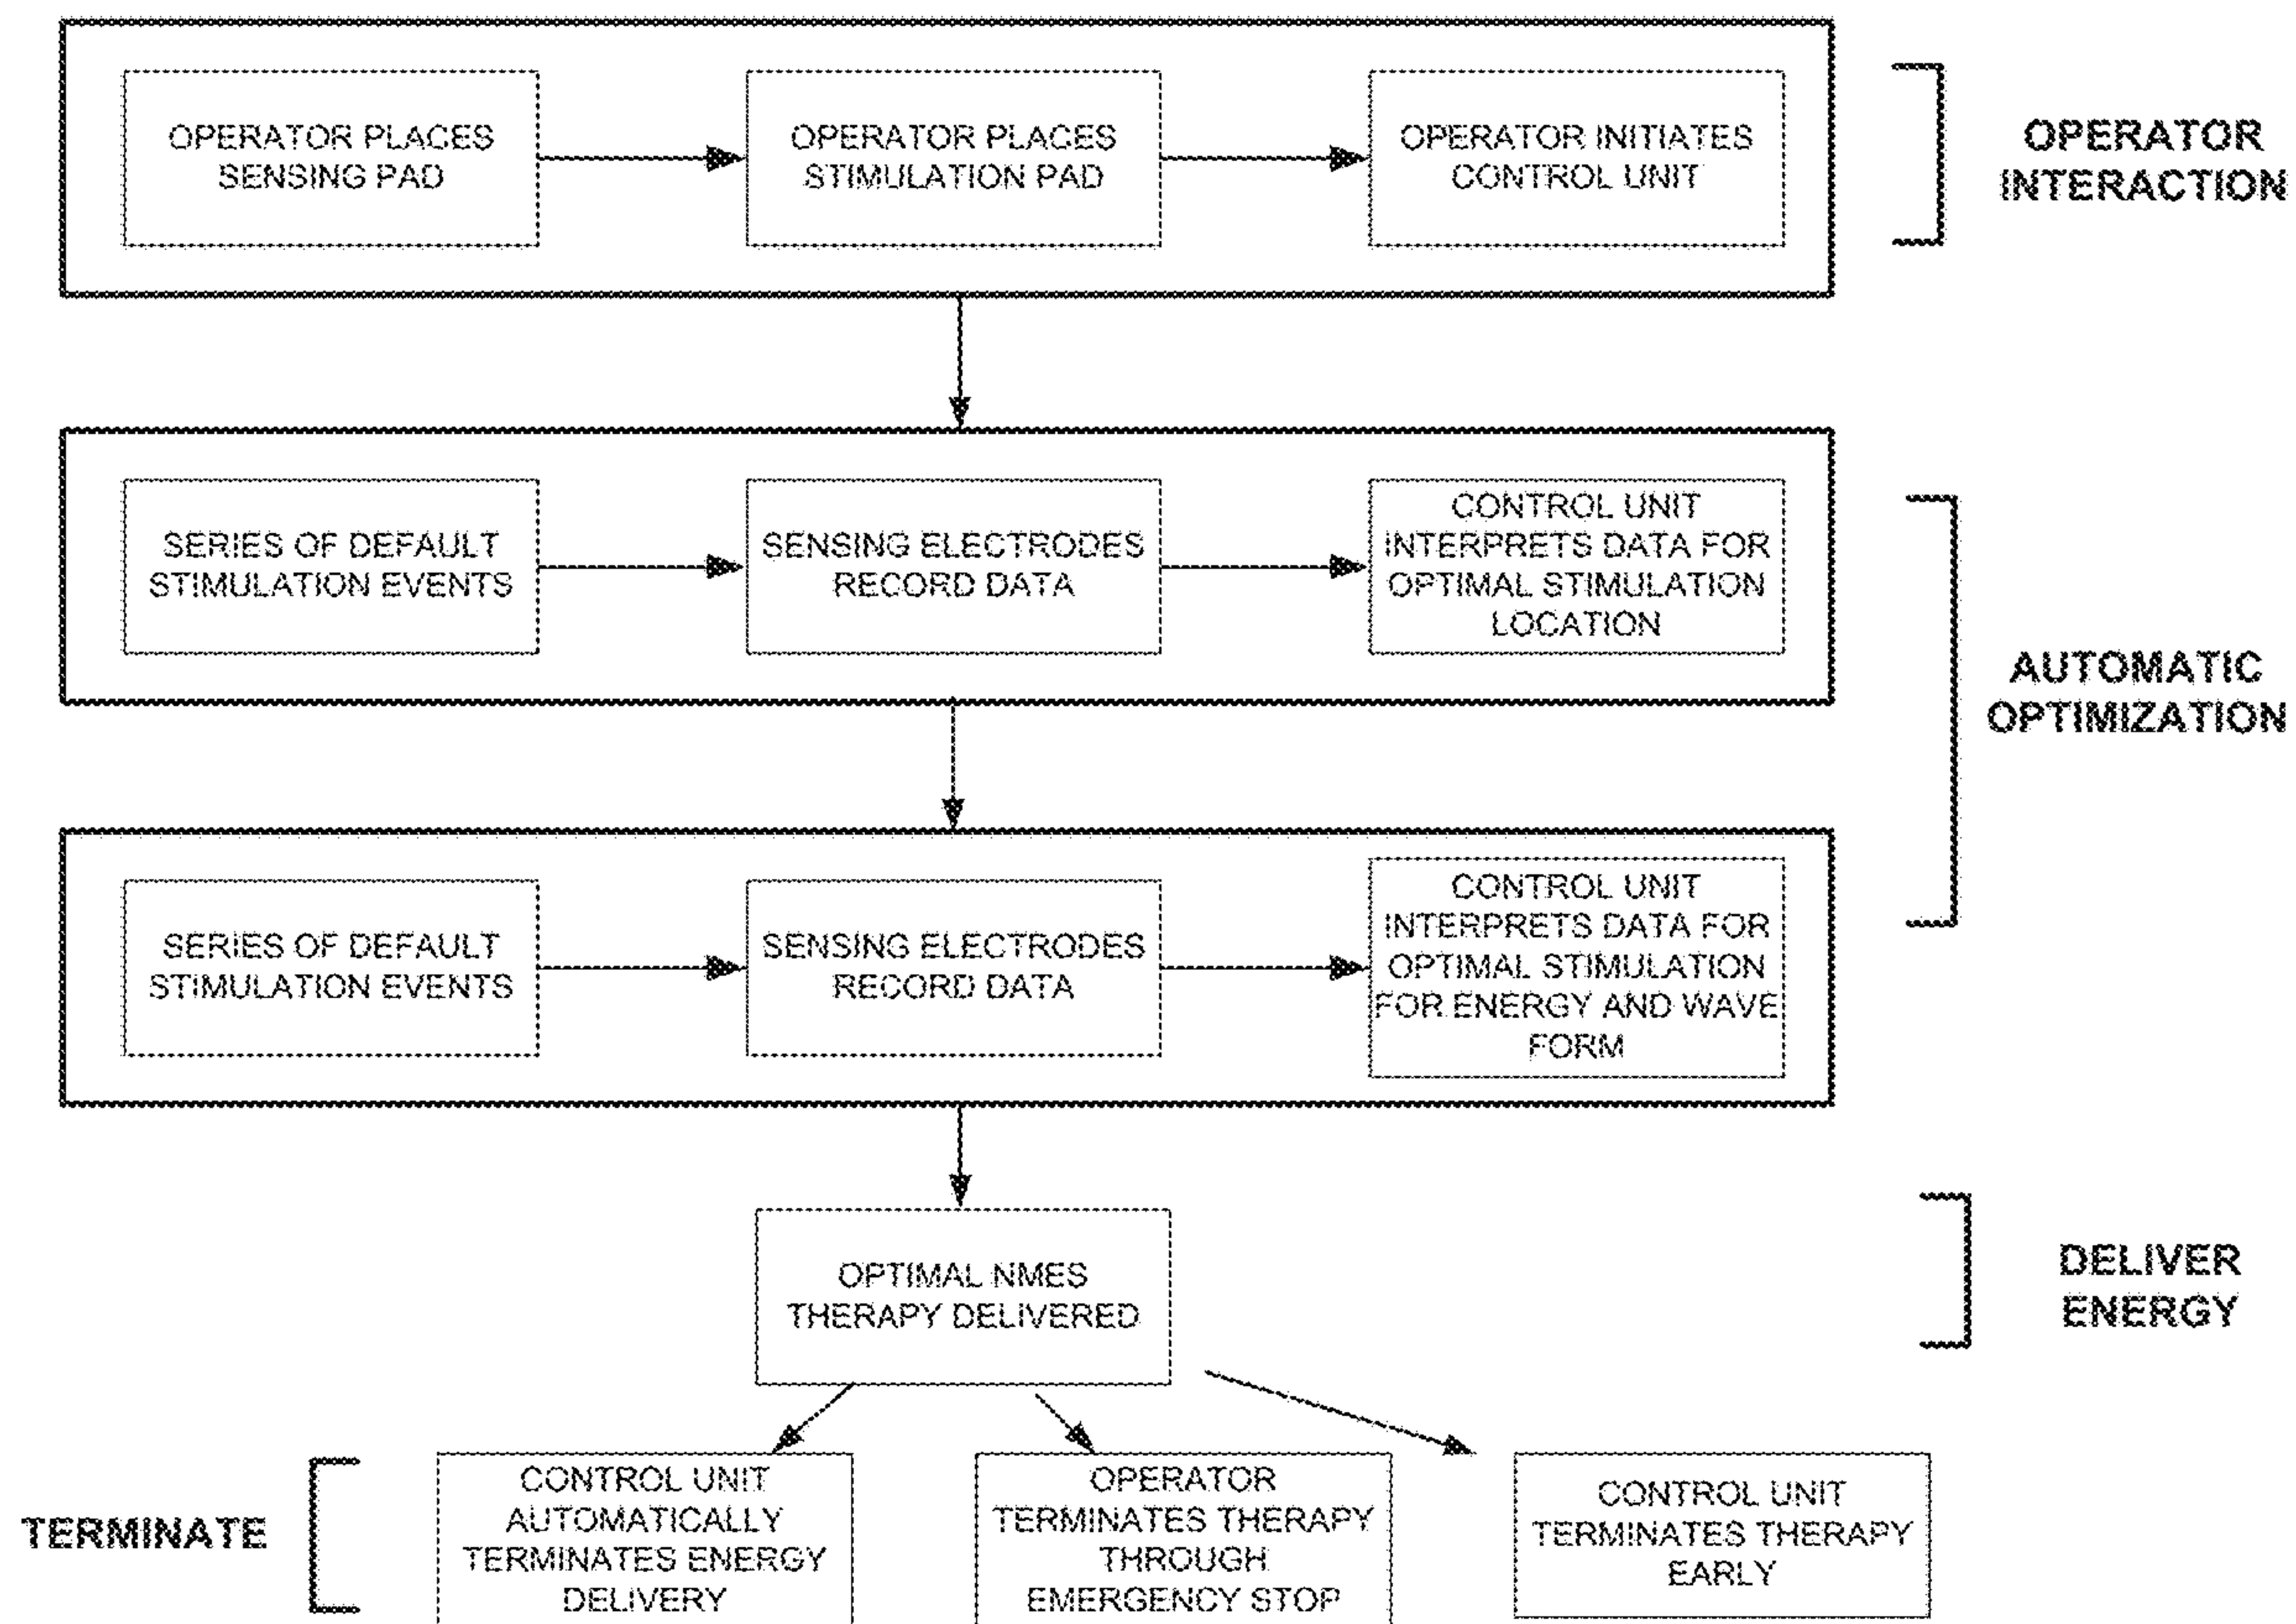 OPERATOR PLACES
SENSING PAD
OPERATOR PLACES
STIMULATION PAD
OPERATOR INITIATES
CONTROL UNIT
OPERATOR
INTERACTION
SERIES OF DEFAULT
STIMULATION EVENTS
SENSING ELECTRODES
RECORD DATA
CONTROL UNIT
INTERPRETS DATA FOR
OPTIMAL STIMULATION
LOCATION
AUTOMATIC
OPTIMIZATION
SERIES OF DEFAULT
STIMULATION EVENTS
SENSING ELECTRODES
RECORD DATA
CONTROL UNIT
INTERPRETS DATA FOR
OPTIMAL STIMULATION
FOR ENERGY AND WAVE
FORM
OPTIMAL NMES
THERAPY DELIVERED
DELIVER
ENERGY
TERMINATE
CONTROL UNIT
AUTOMATICALLY
TERMINATES ENERGY
DELIVERY
OPERATOR
TERMINATES THERAPY
THROUGH
EMERGENCY STOP
CONTROL UNIT
TERMINATES THERAPY
EARLY